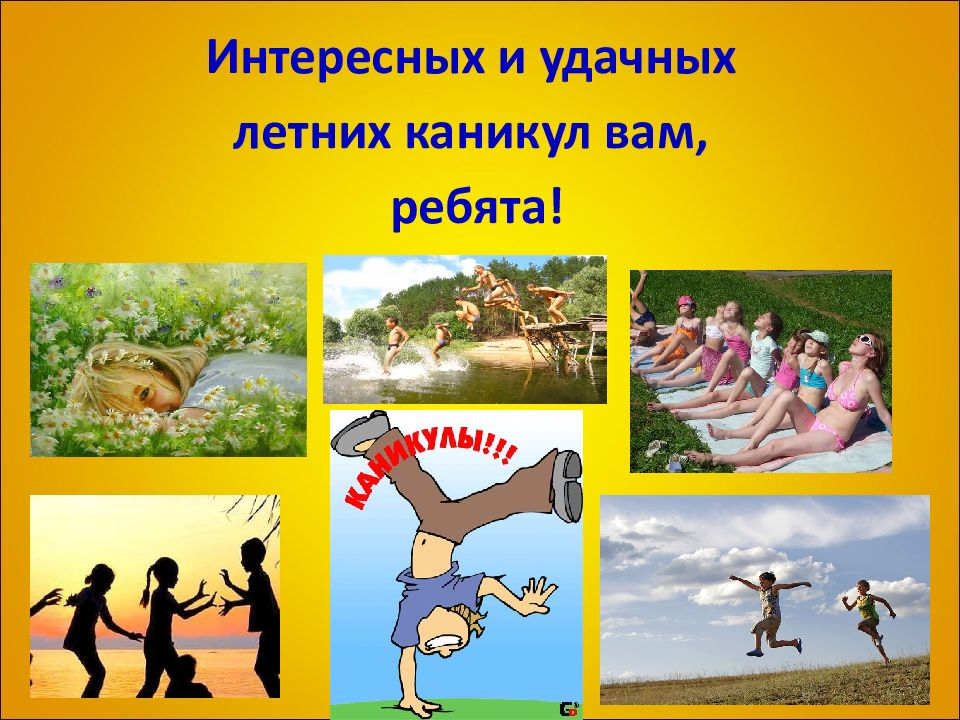 Интересных и удачных
летних каникул вам,
ребята!
КАНИКУЛЫ!!!